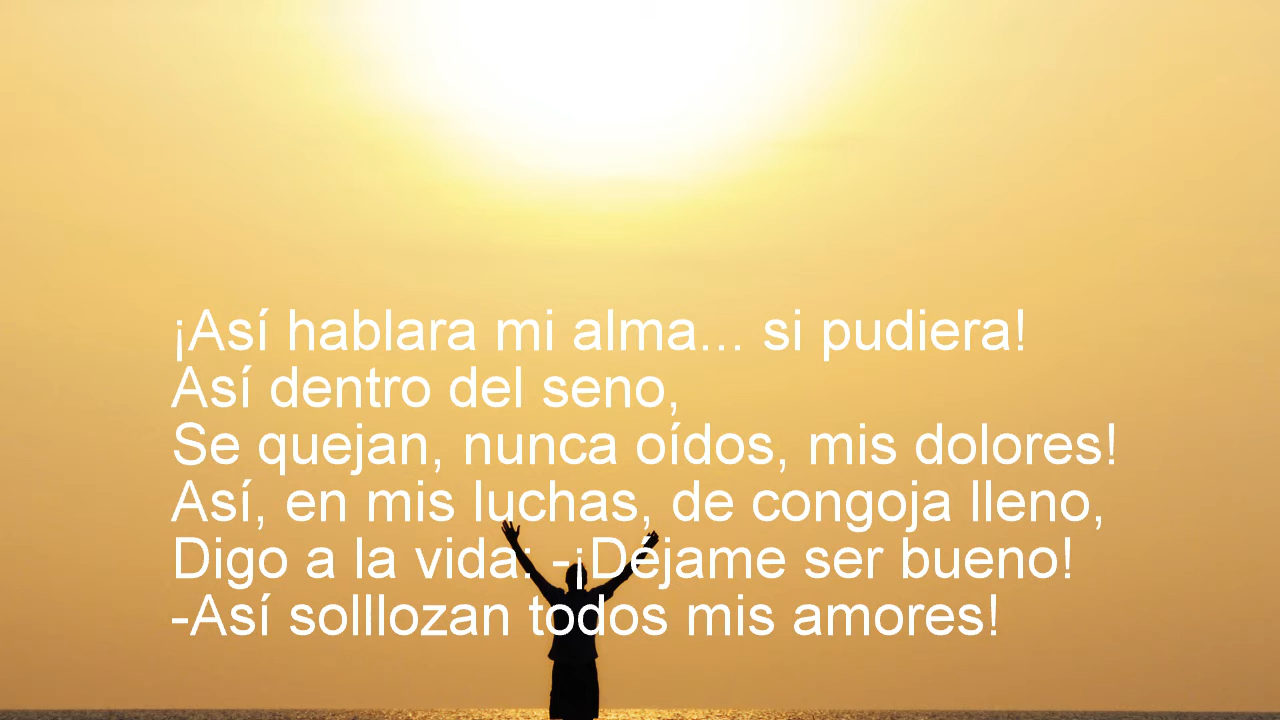 ¡Así hablara mi alma... si pudiera!
Así dentro del seno,
Se quejan, nunca oídos, mis dolores!
Así, en mis luchas, de congoja lleno,
Digo a la vida: -¡Déjame ser bueno!
-Así solllozan todos mis amores!